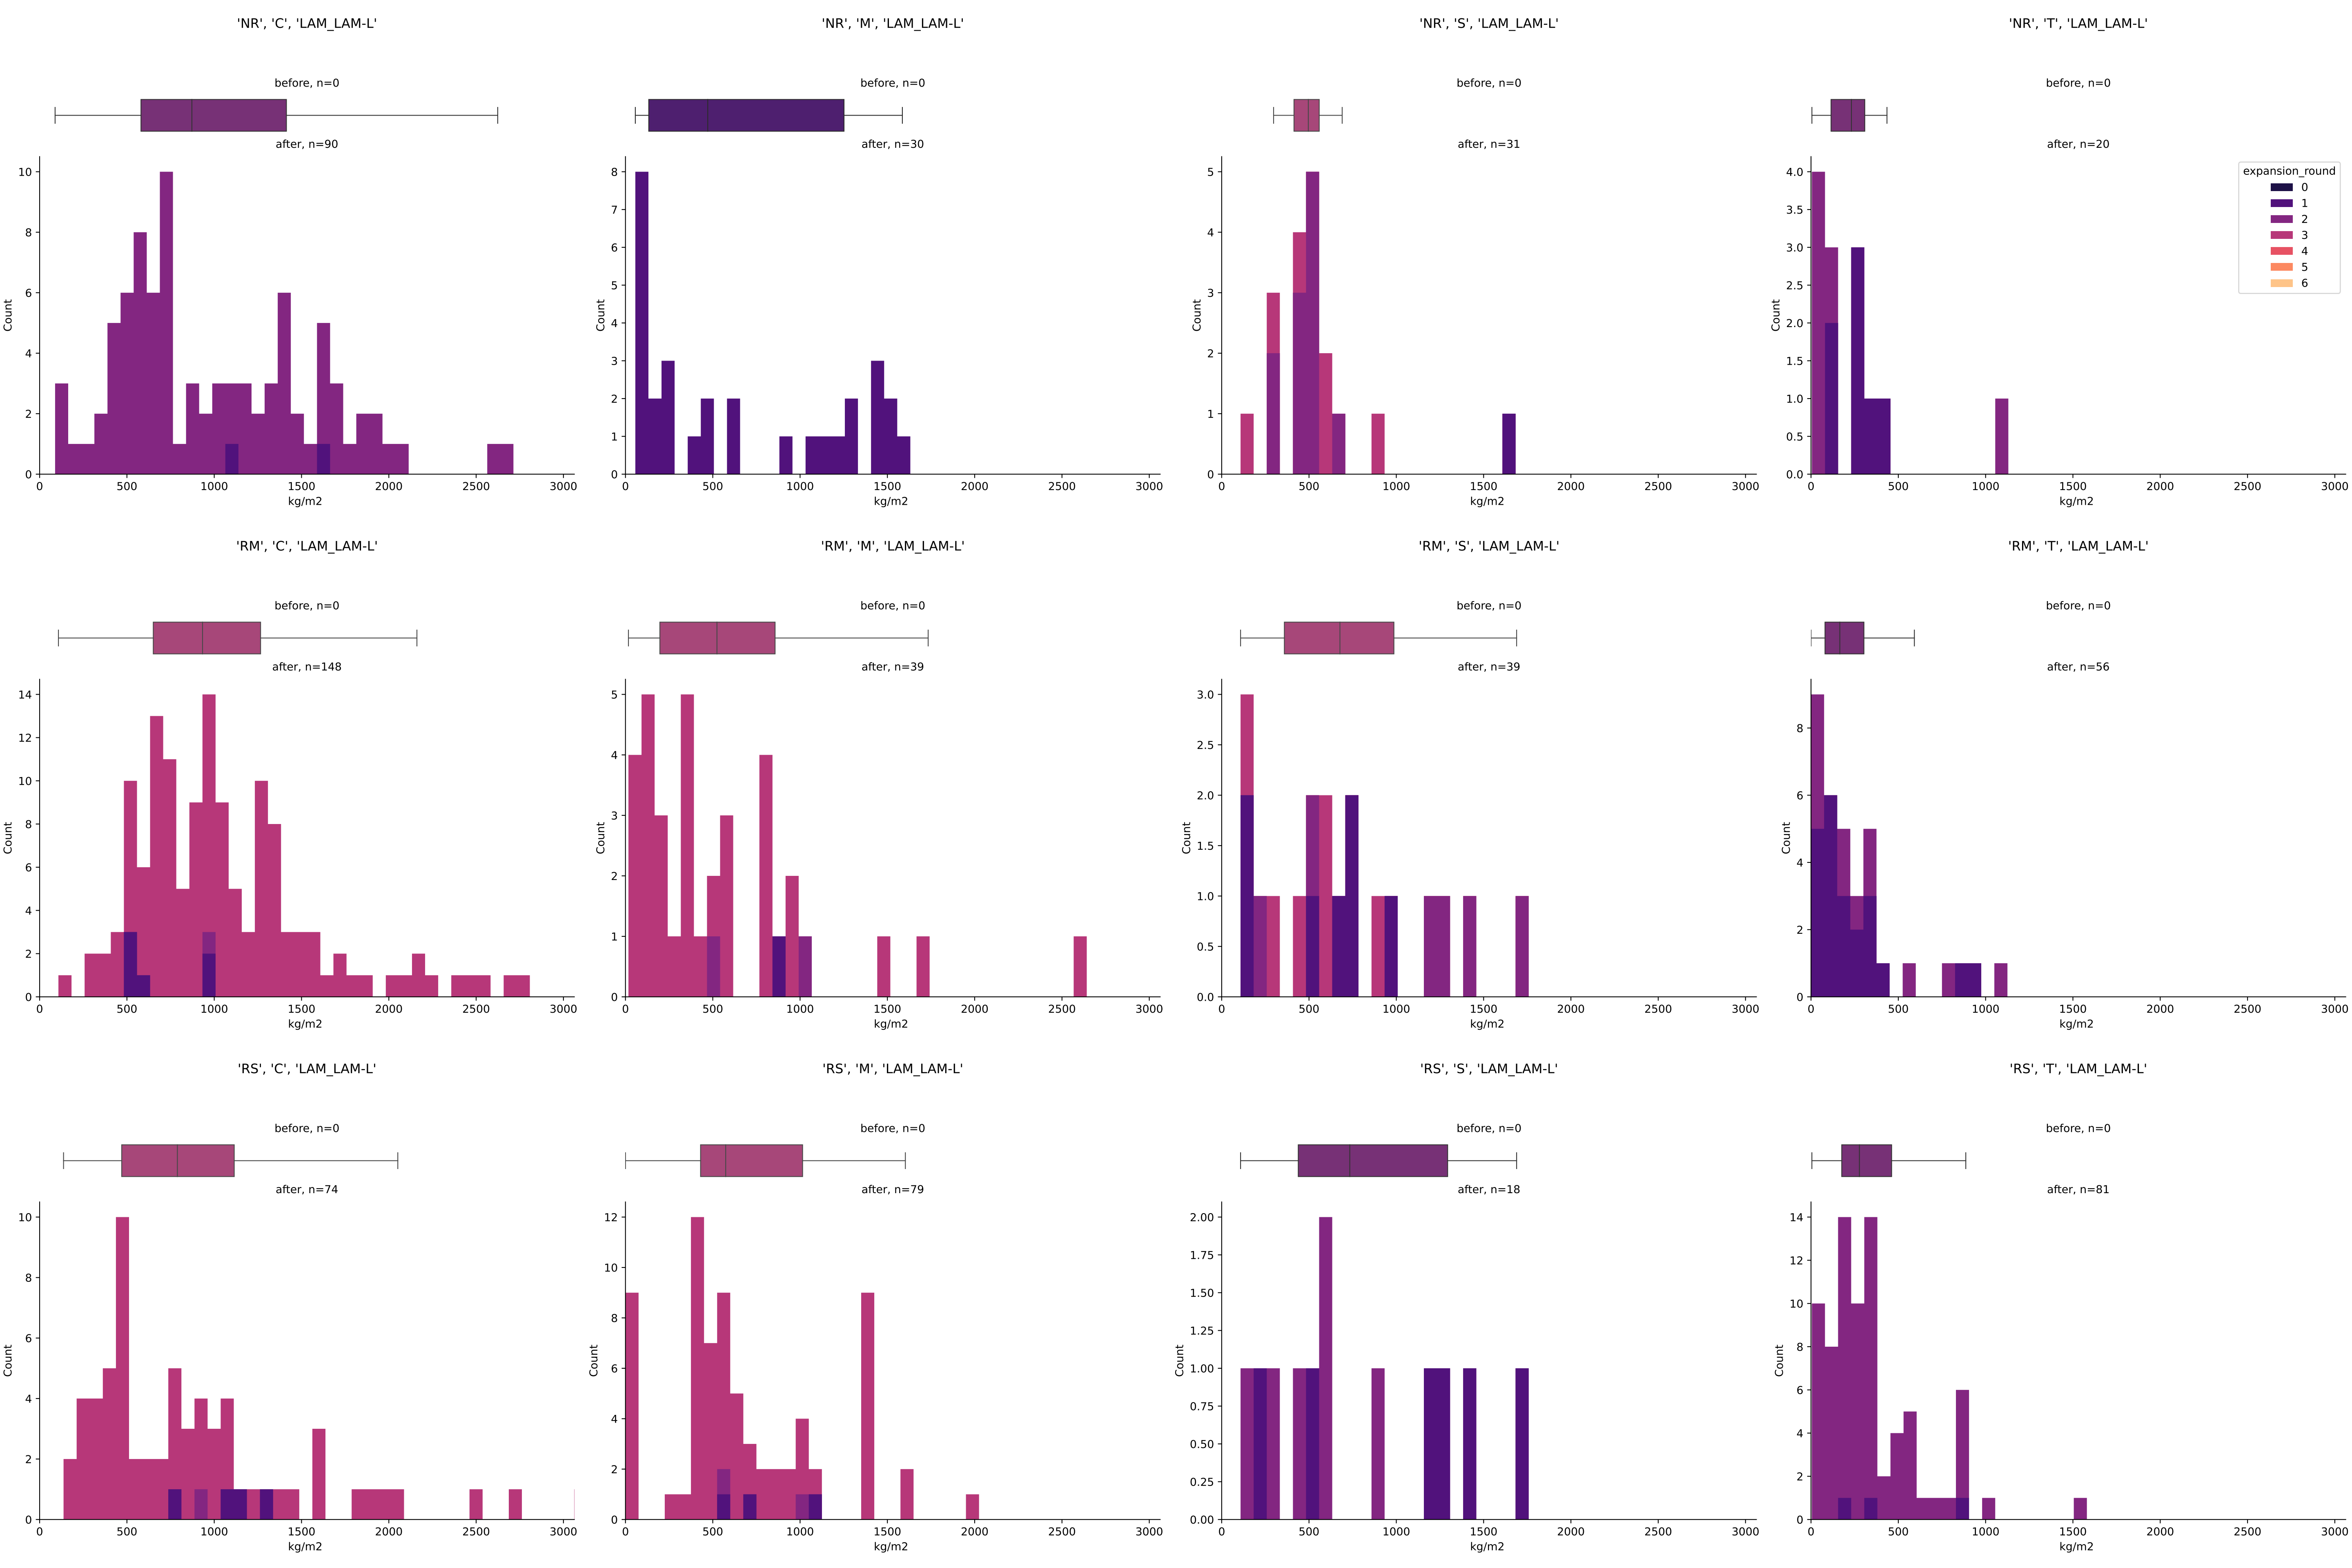 'NR', 'C', 'LAM_LAM-L'
before, n=0
after, n=90
Count
10
8
6
4
2
0
0 500 1000 1500 2000 2500 3000
kg/m2
'NR', 'M', 'LAM_LAM-L'
before, n=0
after, n=30
Count
8
7
6
5
4
3
2
1
0
0 500 1000 1500 2000 2500 3000
kg/m2
'NR', 'S', 'LAM_LAM-L'
before, n=0
after, n=31
Count
5
4
3
2
1
0
0 500 1000 1500 2000 2500 3000
kg/m2
'NR', 'T', 'LAM_LAM-L'
before, n=0
after, n=20
Count
4.0
3.5
3.0
2.5
2.0
1.5
1.0
0.5
0.0
0 500 1000 1500 2000 2500 3000
kg/m2
expansion_round
0
1
2
3
4
5
6
'RM', 'C', 'LAM_LAM-L'
before, n=0
after, n=148
Count
14
12
10
8
6
4
2
0
0 500 1000 1500 2000 2500 3000
kg/m2
'RM', 'M', 'LAM_LAM-L'
before, n=0
after, n=39
Count
5
4
3
2
1
0
0 500 1000 1500 2000 2500 3000
kg/m2
'RM', 'S', 'LAM_LAM-L'
before, n=0
after, n=39
Count
3.0
2.5
2.0
1.5
1.0
0.5
0.0
0 500 1000 1500 2000 2500 3000
kg/m2
'RM', 'T', 'LAM_LAM-L'
before, n=0
after, n=56
Count
8
6
4
2
0
0 500 1000 1500 2000 2500 3000
kg/m2
'RS', 'C', 'LAM_LAM-L'
before, n=0
after, n=74
Count
10
8
6
4
2
0
0 500 1000 1500 2000 2500 3000
kg/m2
'RS', 'M', 'LAM_LAM-L'
before, n=0
after, n=79
Count
12
10
8
6
4
2
0
0 500 1000 1500 2000 2500 3000
kg/m2
'RS', 'S', 'LAM_LAM-L'
before, n=0
after, n=18
Count
2.00
1.75
1.50
1.25
1.00
0.75
0.50
0.25
0.00
0 500 1000 1500 2000 2500 3000
kg/m2
'RS', 'T', 'LAM_LAM-L'
before, n=0
after, n=81
Count
14
12
10
8
6
4
2
0
0 500 1000 1500 2000 2500 3000
kg/m2